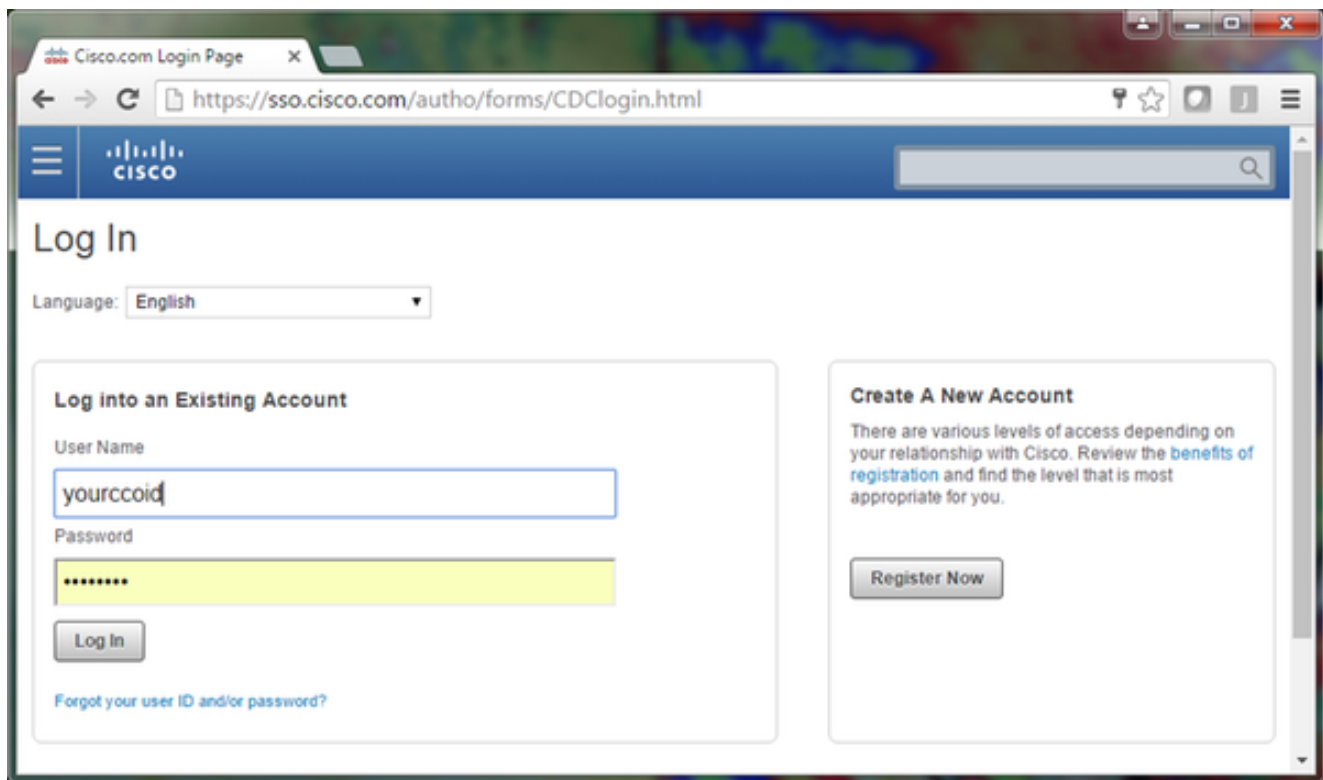 Cisco.com Login Page
https://sso.cisco.com/autho/forms/CDClogin.html
CISCO
Log In
Language: English
Log into an Existing Account
User Name
yourccoid
Password
••••••••
Log In
Forgot your user ID and/or password?
Create A New Account
There are various levels of access depending on
your relationship with Cisco. Review the benefits of
registration and find the level that is most
appropriate for you.
Register Now